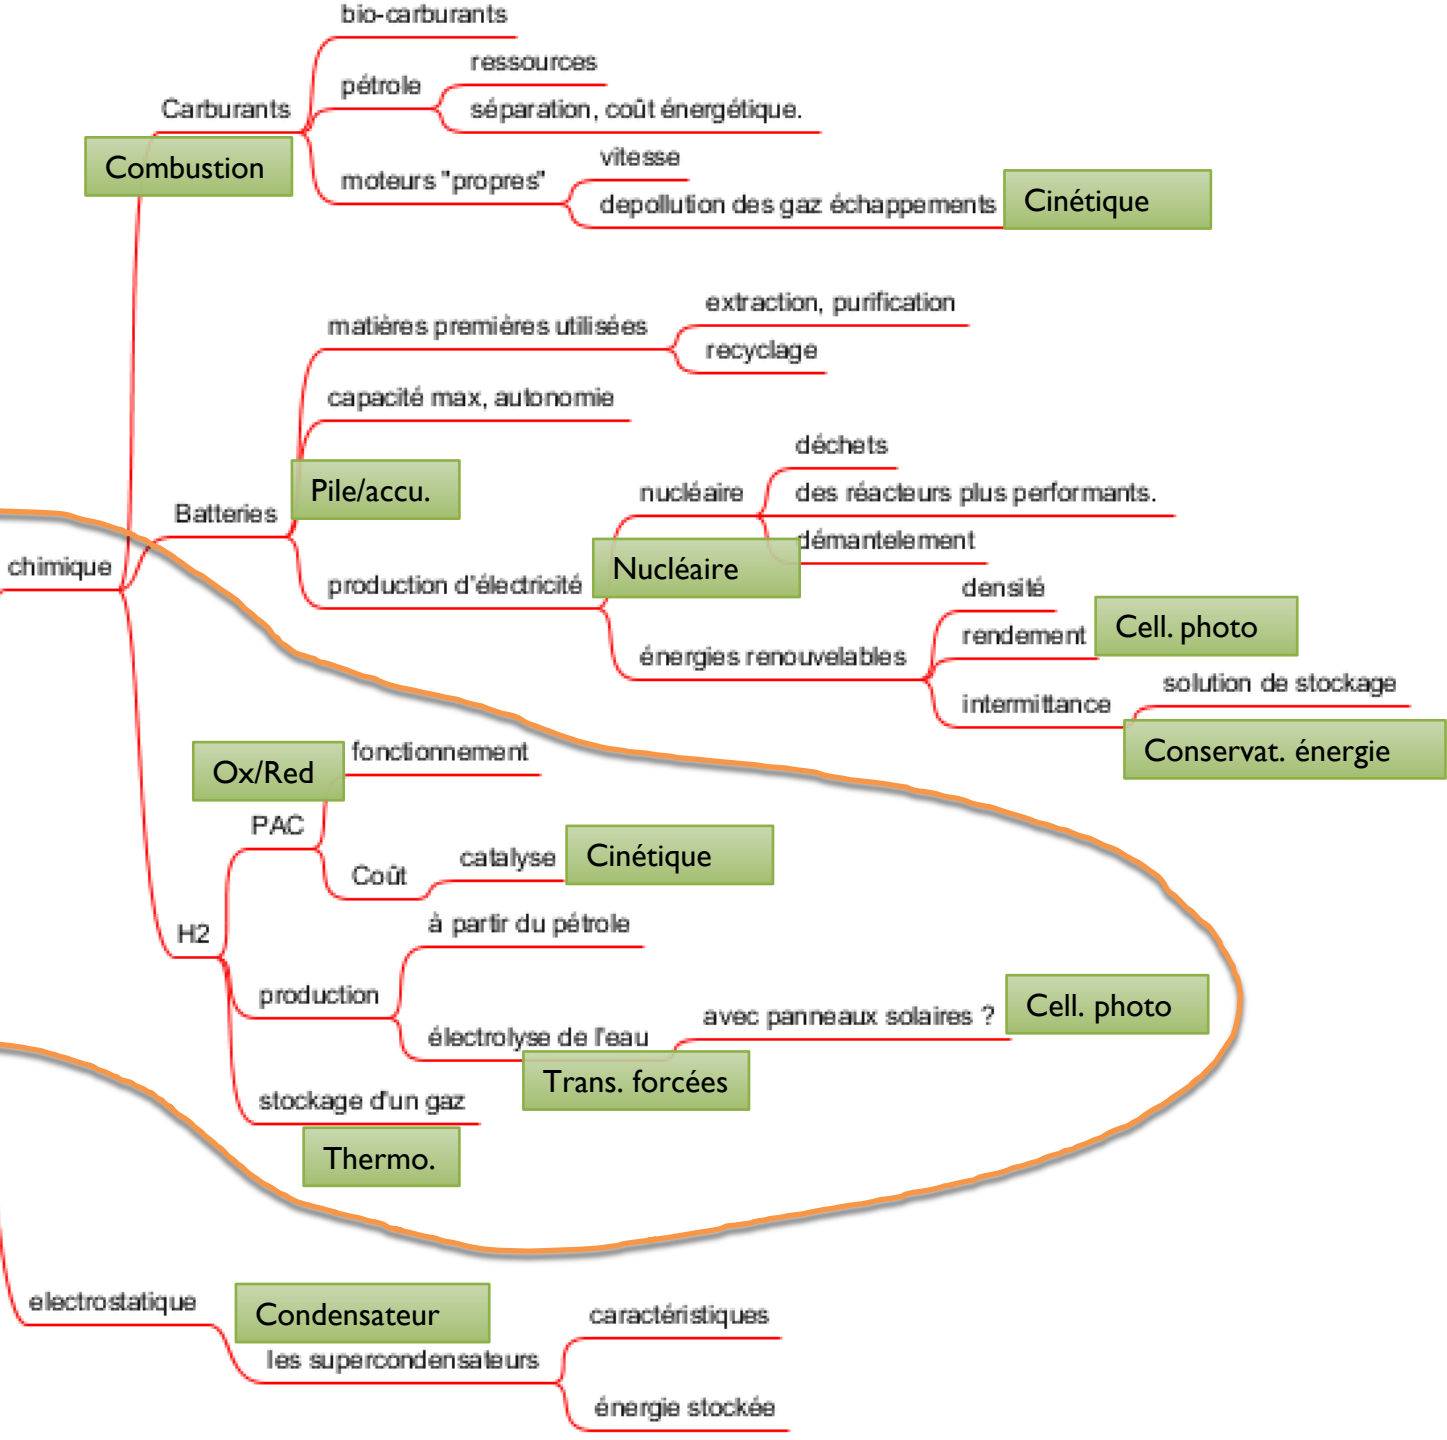 bio-carburants
ressources
pétrole
séparation, coût énergétique.
Carburants
Combustion
vitesse
moteurs "propres"
depollution des gaz échappements
Cinétique
extraction, purification
matières premières utilisées
recyclage
capacité max, autonomie
déchets
Pile/accu.
nucléaire
des réacteurs plus performants.
Batteries
démantelement
chimique
Nucléaire
production d'électricité
densité
rendement
Cell. photo
énergies renouvelables
solution de stockage
intermittance
Conservat. énergie
fonctionnement
Ox/Red
PAC
catalyse
Cinétique
Coût
à partir du pétrole
H2
production
avec panneaux solaires ?
Cell. photo
électrolyse de l'eau
Trans. forcées
stockage d'un gaz
Thermo.
electrostatique
Condensateur
caractéristiques
les supercondensateurs
énergie stockée